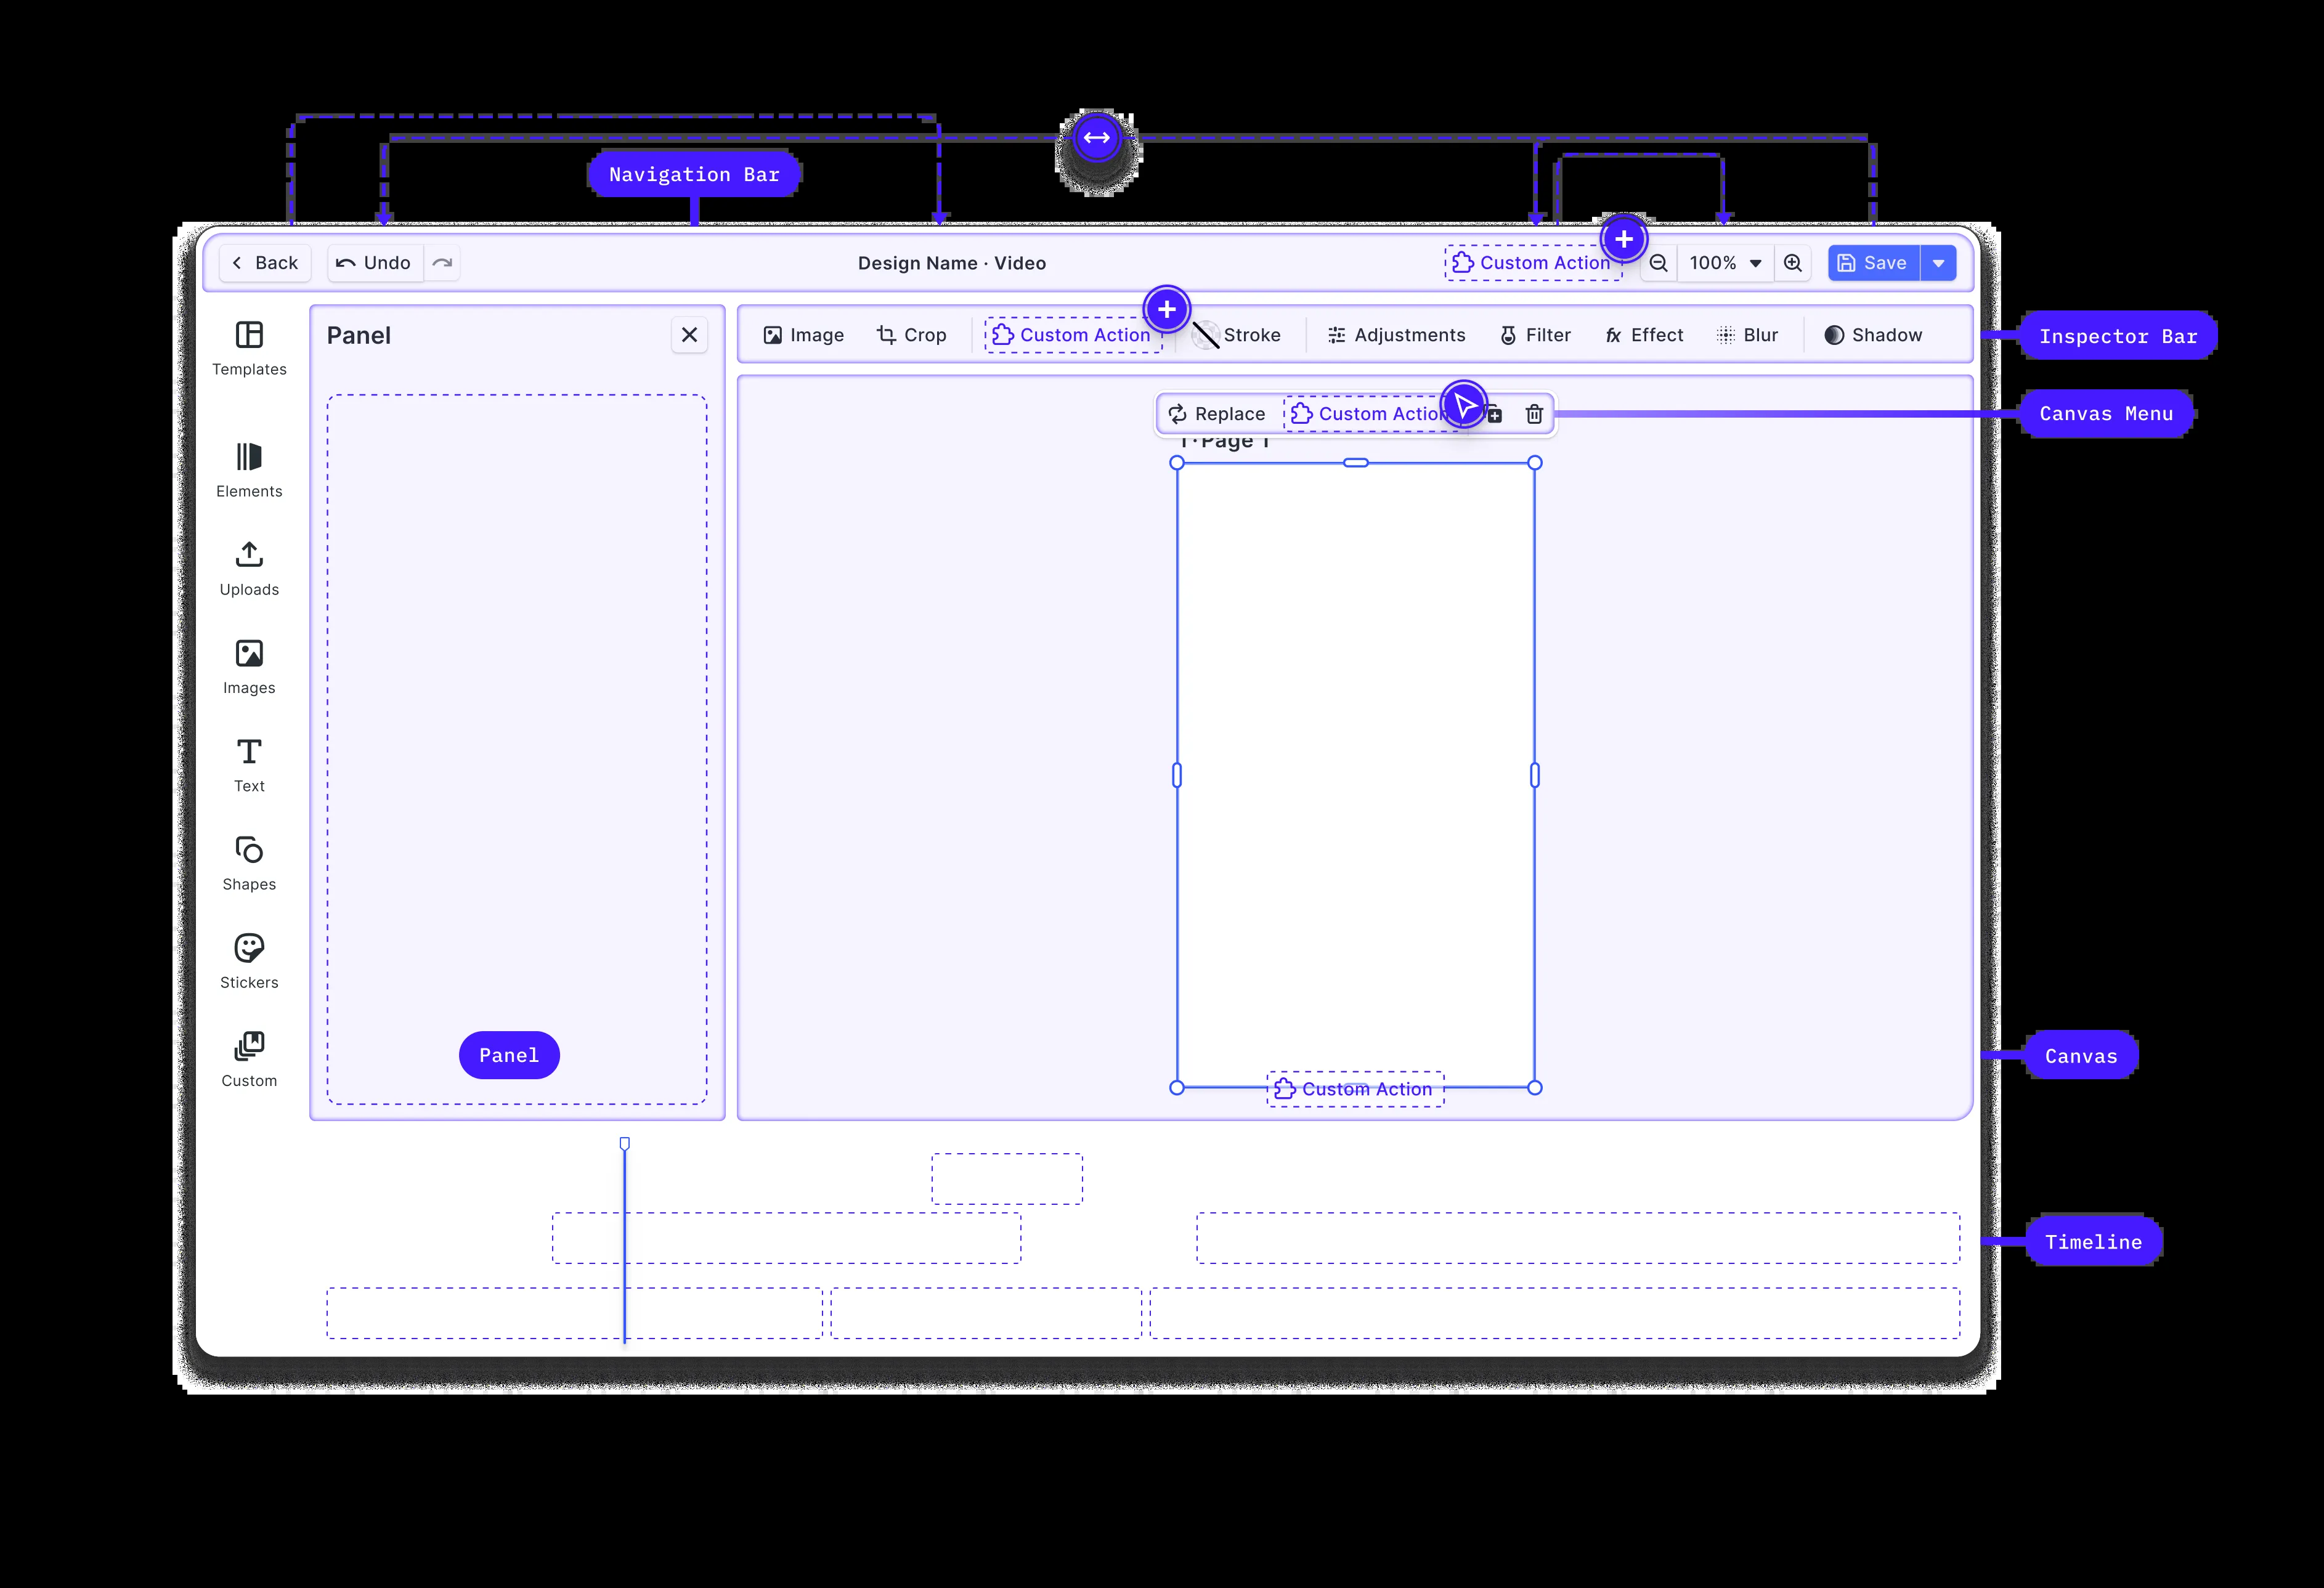 Navigation Bar
Back
Undo
Design Name · Video
Custom Action
100%
Save
Templates
Elements
Uploads
Images
Text
Shapes
Stickers
Custom
Panel
Panel
Image
Crop
Custom Action
Stroke
Adjustments
fx Effect
Filter
Blur
Shadow
Inspector Bar
Replace
Custom Action
Canvas Menu
1 · Page 1
Custom Action
Canvas
Timeline